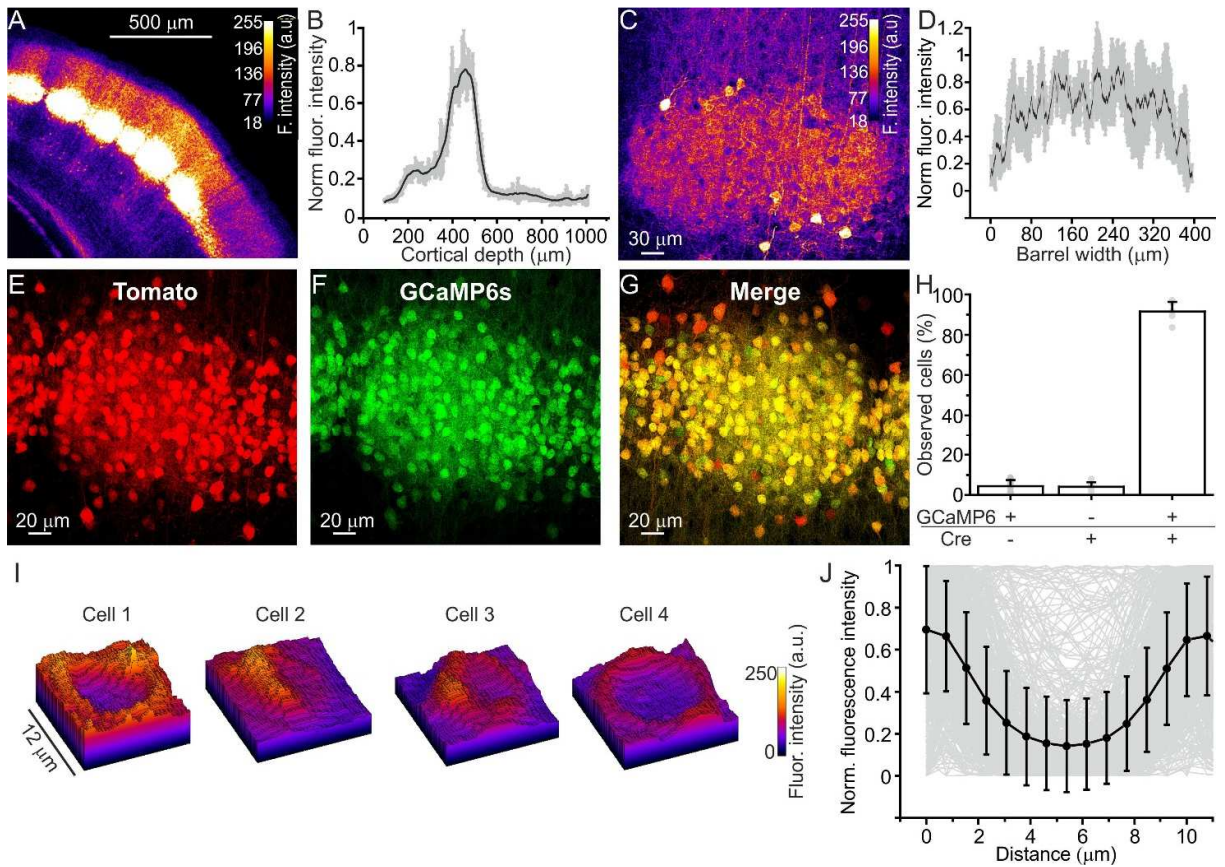 A
500 μm
255
196
136
77
18
F. intensity (a.u)
B
Norm fluor. intensity
1
0.8
0.6
0.4
0.2
0
200
400
600
800
1000
Cortical depth (μm)
C
30 μm
255
196
136
77
18
F. intensity (a.u)
D
Norm fluor. intensity
1.2
1
0.8
0.6
0.4
0.2
0
0
80
160
240
320
400
Barrel width (μm)
E
Tomato
20 μm
F
GCaMP6s
20 μm
G
Merge
20 μm
H
Observed cells (%)
100
80
60
40
20
0
GCaMP6 + - +
Cre - + +
I
Cell 1
Cell 2
Cell 3
Cell 4
12 μm
250
0
Fluor. intensity (a.u.)
J
Norm. fluorescence intensity
1
0.8
0.6
0.4
0.2
0
0
2
4
6
8
10
Distance (μm)